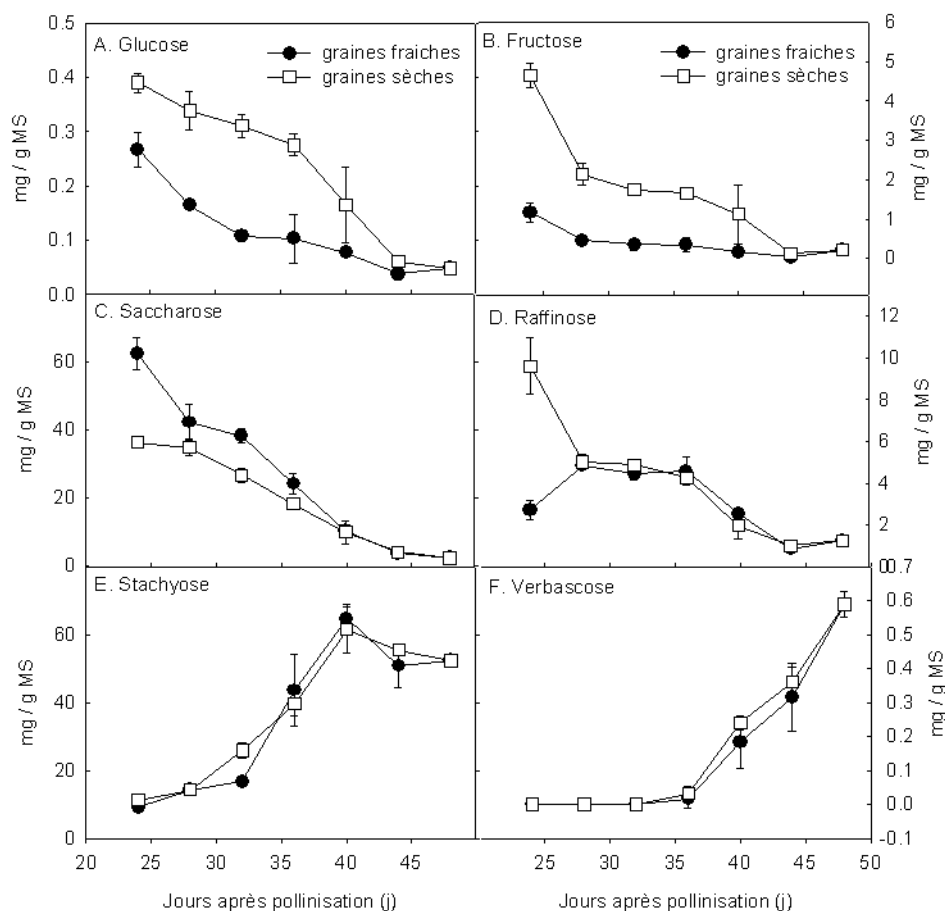 A. Glucose
graines fraiches
graines sèches
mg / g MS
0.5
0.4
0.3
0.2
0.1
0.0
B. Fructose
graines fraiches
graines sèches
mg / g MS
6
5
4
3
2
1
0
C. Saccharose
mg / g MS
60
40
20
0
D. Raffinose
mg / g MS
12
10
8
6
4
2
0
E. Stachyose
mg / g MS
60
40
20
0
20 25 30 35 40 45
Jours après pollinisation (j)
F. Verbascose
mg / g MS
0.7
0.6
0.5
0.4
0.3
0.2
0.1
0.0
-0.1
25 30 35 40 45 50
Jours après pollinisation (j)